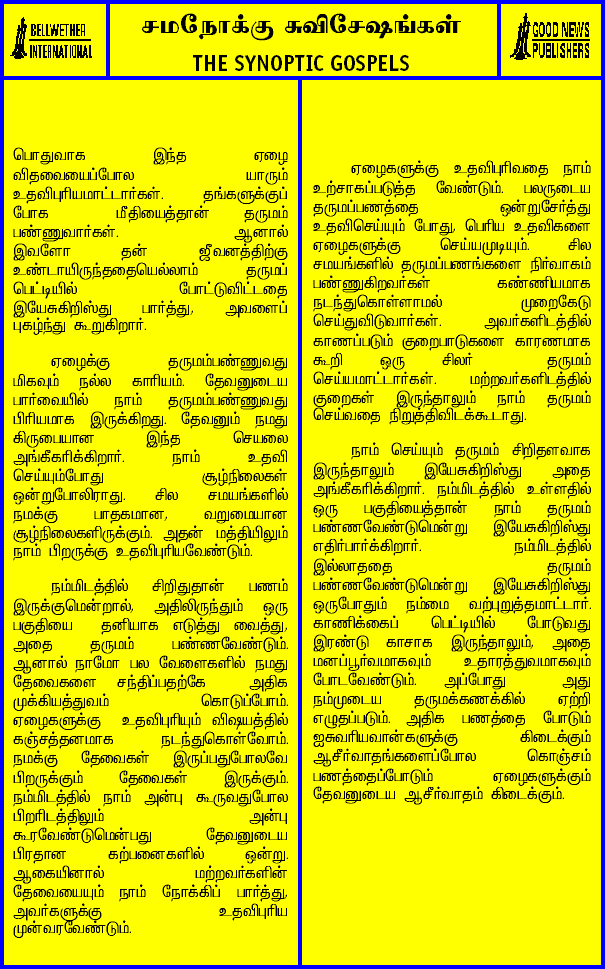 BELLWETHER
INTERNATIONAL
சமநோக்கு சுவிசேஷங்கள்
THE SYNOPTIC GOSPELS
GOOD NEWS
PUBLISHERS
பொதுவாக இந்த ஏழை
விதவையைப்போல யாரும்
உதவிபுரியமாட்டார்கள். தங்களுக்குப்
போக மீதியைத்தான் தருமம்
பண்ணுவார்கள். ஆனால்
இவளோ தன் ஜீவனத்திற்கு
உண்டாயிருந்ததையெல்லாம் தருமப்
பெட்டியில் போட்டுவிட்டதை
இயேசுகிறிஸ்து பார்த்து, அவளைப்
புகழ்ந்து கூறுகிறார்.
ஏழைக்கு தருமம்பண்ணுவது
மிகவும் நல்ல காரியம். தேவனுடைய
பார்வையில் நாம் தருமம்பண்ணுவது
பிரியமாக இருக்கிறது. தேவனும் நமது
கிருபையான இந்த செயலை
அங்கீகரிக்கிறார். நாம் உதவி
செய்யும்போது சூழ்நிலைகள்
ஒன்றுபோலிராது. சில சமயங்களில்
நமக்கு பாதகமான, வறுமையான
சூழ்நிலைகளிருக்கும். அதன் மத்தியிலும்
நாம் பிறருக்கு உதவிபுரியவேண்டும்.
நம்மிடத்தில் சிறிதுதான் பணம்
இருக்குமென்றால், அதிலிருந்தும் ஒரு
பகுதியை தனியாக எடுத்து வைத்து,
அதை தருமம் பண்ணவேண்டும்.
ஆனால் நாமோ பல வேளைகளில் நமது
தேவைகளை சந்திப்பதற்கே அதிக
முக்கியத்துவம் கொடுப்போம்.
ஏழைகளுக்கு உதவிபுரியும் விஷயத்தில்
கஞ்சத்தனமாக நடந்துகொள்வோம்.
நமக்கு தேவைகள் இருப்பதுபோலவே
பிறருக்கும் தேவைகள் இருக்கும்.
நம்மிடத்தில் நாம் அன்பு கூருவதுபோல
பிறரிடத்திலும் அன்பு
கூரவேண்டுமென்பது தேவனுடைய
பிரதான கற்பனைகளில் ஒன்று.
ஆகையினால் மற்றவர்களின்
தேவையையும் நாம் நோக்கிப் பார்த்து,
அவர்களுக்கு உதவிபுரிய
முன்வரவேண்டும்.
ஏழைகளுக்கு உதவிபுரிவதை நாம்
உற்சாகப்படுத்த வேண்டும். பலருடைய
தருமப்பணத்தை ஒன்றுசேர்த்து
உதவிசெய்யும் போது, பெரிய உதவிகளை
ஏழைகளுக்கு செய்யமுடியும். சில
சமயங்களில் தருமப்பணங்களை நிர்வாகம்
பண்ணுகிறவர்கள் கண்ணியமாக
நடந்துகொள்ளாமல் முறைகேடு
செய்துவிடுவார்கள். அவர்களிடத்தில்
காணப்படும் குறைபாடுகளை காரணமாக
கூறி ஒரு சிலர் தருமம்
செய்யமாட்டார்கள். மற்றவர்களிடத்தில்
குறைகள் இருந்தாலும் நாம் தருமம்
செய்வதை நிறுத்திவிடக்கூடாது.
நாம் செய்யும் தருமம் சிறிதளவாக
இருந்தாலும் இயேசுகிறிஸ்து அதை
அங்கீகரிக்கிறார். நம்மிடத்தில் உள்ளதில்
ஒரு பகுதியைத்தான் நாம் தருமம்
பண்ணவேண்டுமென்று இயேசுகிறிஸ்து
எதிர்பார்க்கிறார். நம்மிடத்தில்
இல்லாததை தருமம்
பண்ணவேண்டுமென்று இயேசுகிறிஸ்து
ஒருபோதும் நம்மை வற்புறுத்தமாட்டார்.
காணிக்கைப் பெட்டியில் போடுவது
இரண்டு காசாக இருந்தாலும், அதை
மனப்பூர்வமாகவும் உதாரத்துவமாகவும்
போடவேண்டும். அப்போது அது
நம்முடைய தருமக்கணக்கில் ஏற்றி
எழுதப்படும். அதிக பணத்தை போடும்
ஐசுவரியவான்களுக்கு கிடைக்கும்
ஆசீர்வாதங்களைப்போல கொஞ்சம்
பணத்தைப்போடும் ஏழைகளுக்கும்
தேவனுடைய ஆசீர்வாதம் கிடைக்கும்.